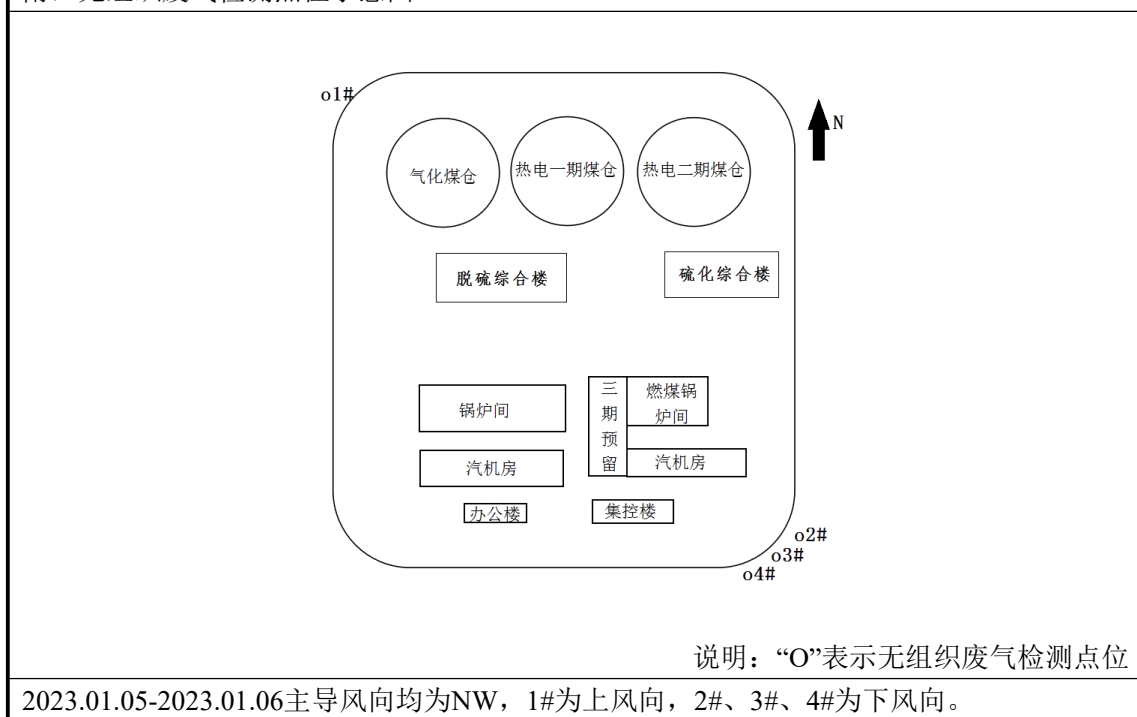 o1#
N
气化煤仓
热电一期煤仓
热电二期煤仓
脱硫综合楼
硫化综合楼
锅炉间
三期预留
燃煤锅
炉间
汽机房
汽机房
办公楼
集控楼
o2#
o3#
o4#
说明：“O”表示无组织废气检测点位
2023.01.05-2023.01.06主导风向均为NW，1#为上风向，2#、3#、4#为下风向。